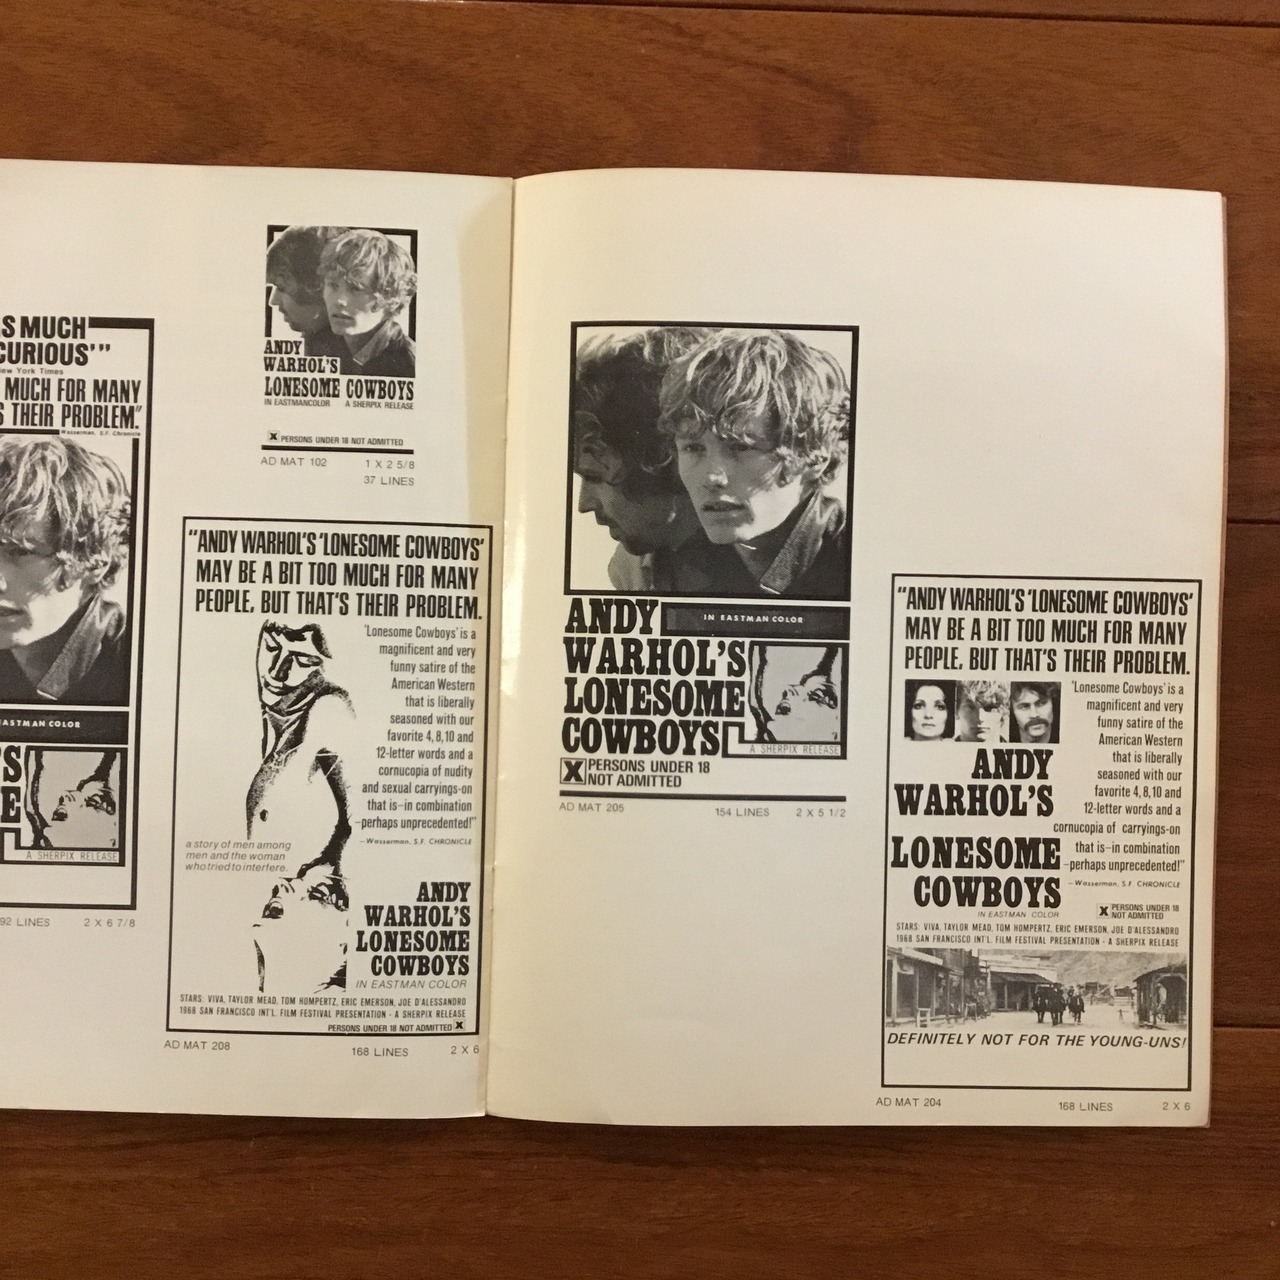 S MUCH
CURIOUS'"
ew York Times
MUCH FOR MANY
S THEIR PROBLEM."
Wasserman, S.F. Chronicle
ASTMAN COLOR
'S
E
A SHERPIX RELEASE
92 LINES 2 X 6 7/8
ANDY
WARHOL'S
LONESOME COWBOYS
IN EASTMANCOLOR A SHERPIX RELEASE
X PERSONS UNDER 18 NOT ADMITTED
AD MAT 102 1 X 2 5/8
37 LINES
"ANDY WARHOL'S 'LONESOME COWBOYS'
MAY BE A BIT TOO MUCH FOR MANY
PEOPLE, BUT THAT'S THEIR PROBLEM.
'Lonesome Cowboys' is a
magnificent and very
funny satire of the
American Western
that is liberally
seasoned with our
favorite 4, 8, 10 and
12-letter words and a
cornucopia of nudity
and sexual carryings-on
that is–in combination
–perhaps unprecedented!"
–Wasserman, S.F. CHRONICLE
a story of men among
men and the woman
who tried to interfere.
ANDY
WARHOL'S
LONESOME
COWBOYS
IN EASTMAN COLOR
STARS: VIVA, TAYLOR MEAD, TOM HOMPERTZ, ERIC EMERSON, JOE D'ALESSANDRO
1968 SAN FRANCISCO INT'L. FILM FESTIVAL PRESENTATION - A SHERPIX RELEASE
PERSONS UNDER 18 NOT ADMITTED X
AD MAT 208 168 LINES 2 X 6
ANDY
IN EASTMAN COLOR
WARHOL'S
LONESOME
COWBOYS
A SHERPIX RELEASE
X PERSONS UNDER 18
NOT ADMITTED
AD MAT 205 154 LINES 2 X 5 1/2
"ANDY WARHOL'S 'LONESOME COWBOYS'
MAY BE A BIT TOO MUCH FOR MANY
PEOPLE, BUT THAT'S THEIR PROBLEM.
'Lonesome Cowboys' is a
magnificent and very
funny satire of the
American Western
that is liberally
seasoned with our
favorite 4, 8, 10 and
12-letter words and a
cornucopia of carryings-on
that is–in combination
–perhaps unprecedented!"
–Wasserman, S.F. CHRONICLE
ANDY
WARHOL'S
LONESOME
COWBOYS
IN EASTMAN COLOR
X PERSONS UNDER 18
NOT ADMITTED
STARS: VIVA, TAYLOR MEAD, TOM HOMPERTZ, ERIC EMERSON, JOE D'ALESSANDRO
1968 SAN FRANCISCO INT'L. FILM FESTIVAL PRESENTATION - A SHERPIX RELEASE
DEFINITELY NOT FOR THE YOUNG-UNS!
AD MAT 204 168 LINES 2 X 6